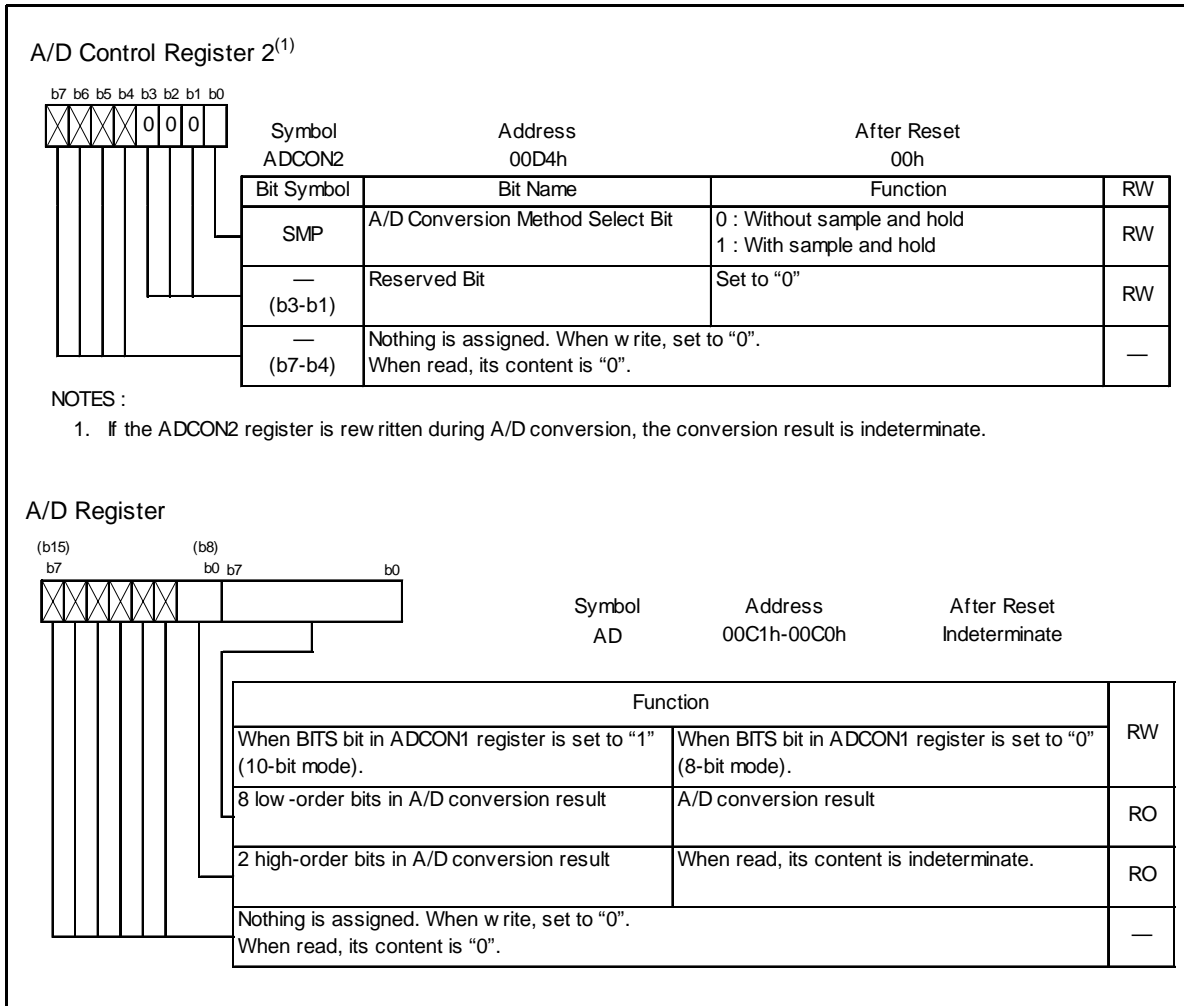 A/D Control Register 2(1)
b7 b6 b5 b4 b3 b2 b1 b0
0 0 0
Symbol Address After Reset
ADCON2 00D4h 00h
Bit Symbol Bit Name Function RW
SMP A/D Conversion Method Select Bit 0 : Without sample and hold RW
1 : With sample and hold
— Reserved Bit Set to “0” RW
(b3-b1)
— Nothing is assigned. When write, set to “0”. —
(b7-b4) When read, its content is “0”.
NOTES :
1. If the ADCON2 register is rewritten during A/D conversion, the conversion result is indeterminate.
A/D Register
(b15) (b8)
b7 b0 b7 b0
Symbol Address After Reset
AD 00C1h-00C0h Indeterminate
Function RW
When BITS bit in ADCON1 register is set to “1” When BITS bit in ADCON1 register is set to “0”
(10-bit mode). (8-bit mode).
8 low-order bits in A/D conversion result A/D conversion result RO
2 high-order bits in A/D conversion result When read, its content is indeterminate. RO
Nothing is assigned. When write, set to “0”. —
When read, its content is “0”.